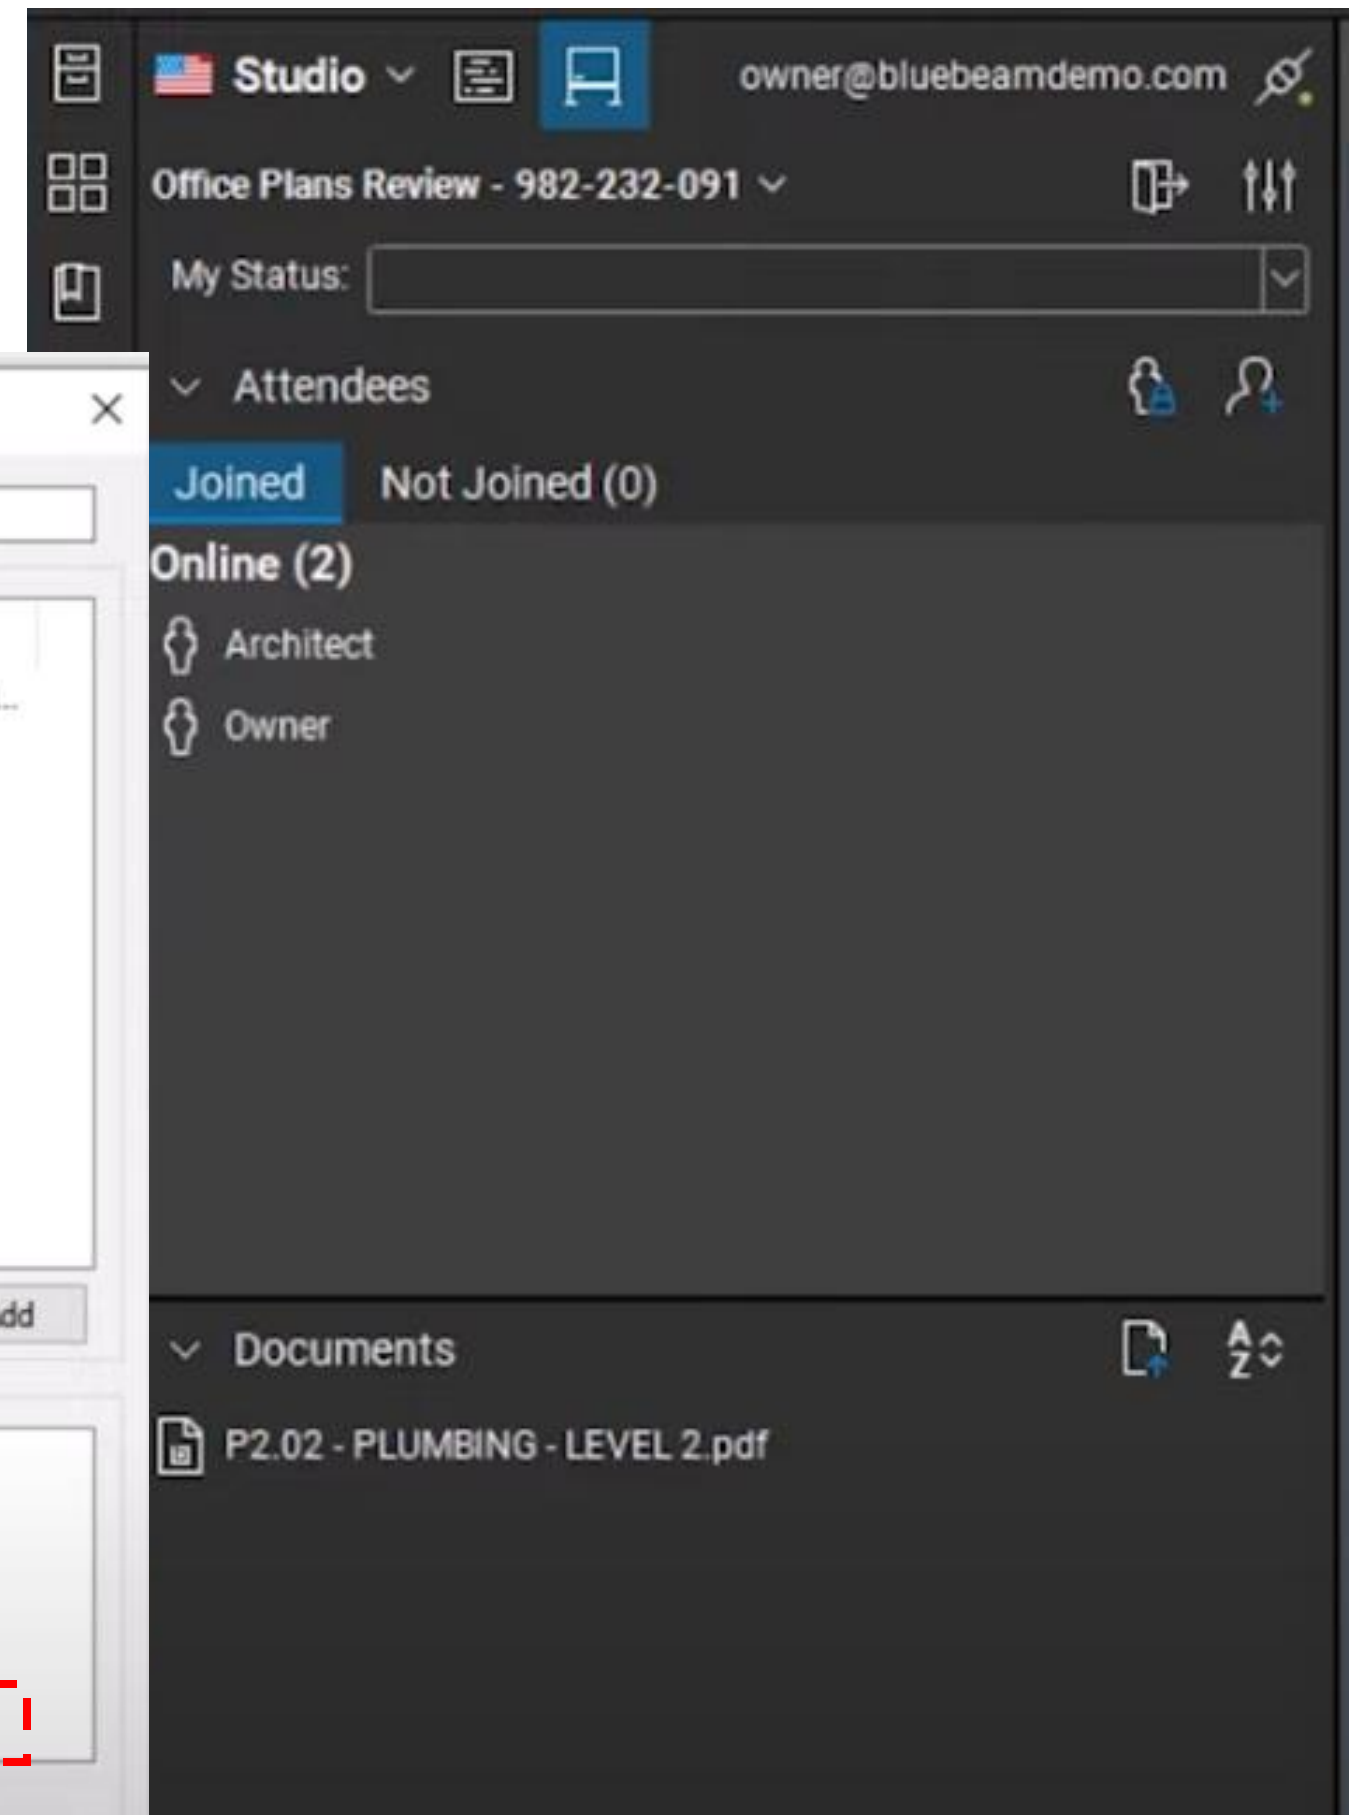 Studio
owner@bluebeamdemo.com
Office Plans Review - 982-232-091
My Status:
Attendees
Joined
Not Joined (0)
Online (2)
Architect
Owner
dd
Documents
A
Z
P2.02 - PLUMBING - LEVEL 2.pdf